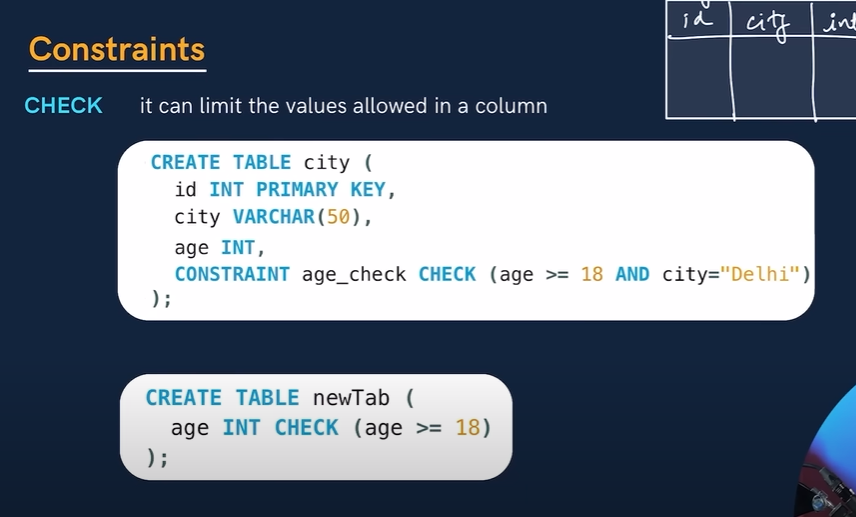 Constraints
id city int
CHECK it can limit the values allowed in a column
CREATE TABLE city (
id INT PRIMARY KEY,
city VARCHAR(50),
age INT,
CONSTRAINT age_check CHECK (age >= 18 AND city="Delhi")
);
CREATE TABLE newTab (
age INT CHECK (age >= 18)
);